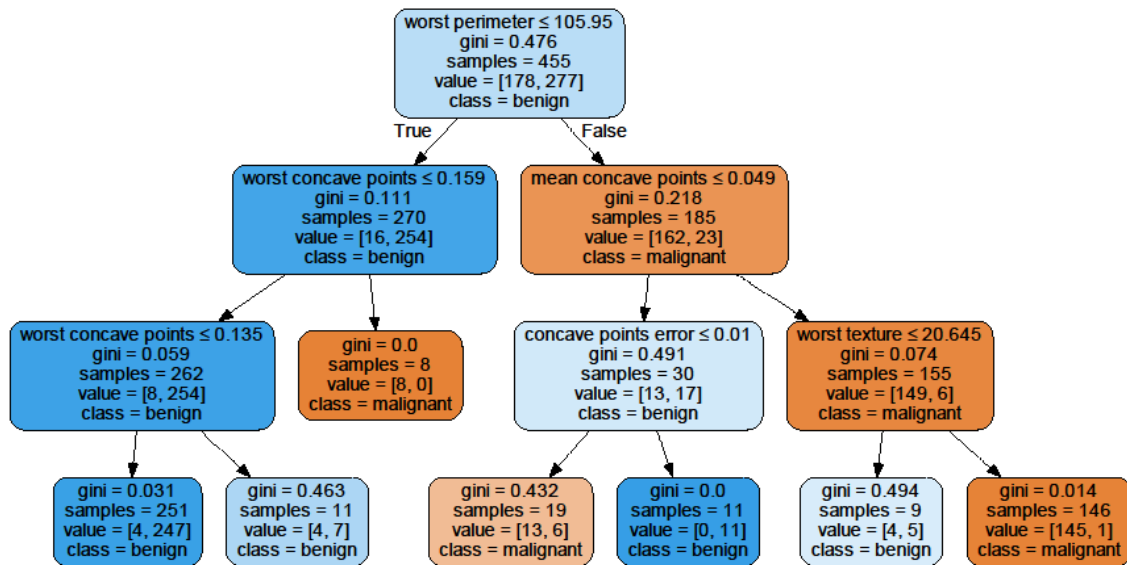 worst perimeter ≤ 105.95
gini = 0.476
samples = 455
value = [178, 277]
class = benign
True
False
worst concave points ≤ 0.159
gini = 0.111
samples = 270
value = [16, 254]
class = benign
mean concave points ≤ 0.049
gini = 0.218
samples = 185
value = [162, 23]
class = malignant
worst concave points ≤ 0.135
gini = 0.059
samples = 262
value = [8, 254]
class = benign
gini = 0.0
samples = 8
value = [8, 0]
class = malignant
concave points error ≤ 0.01
gini = 0.491
samples = 30
value = [13, 17]
class = benign
worst texture ≤ 20.645
gini = 0.074
samples = 155
value = [149, 6]
class = malignant
gini = 0.031
samples = 251
value = [4, 247]
class = benign
gini = 0.463
samples = 11
value = [4, 7]
class = benign
gini = 0.432
samples = 19
value = [13, 6]
class = malignant
gini = 0.0
samples = 11
value = [0, 11]
class = benign
gini = 0.494
samples = 9
value = [4, 5]
class = benign
gini = 0.014
samples = 146
value = [145, 1]
class = malignant